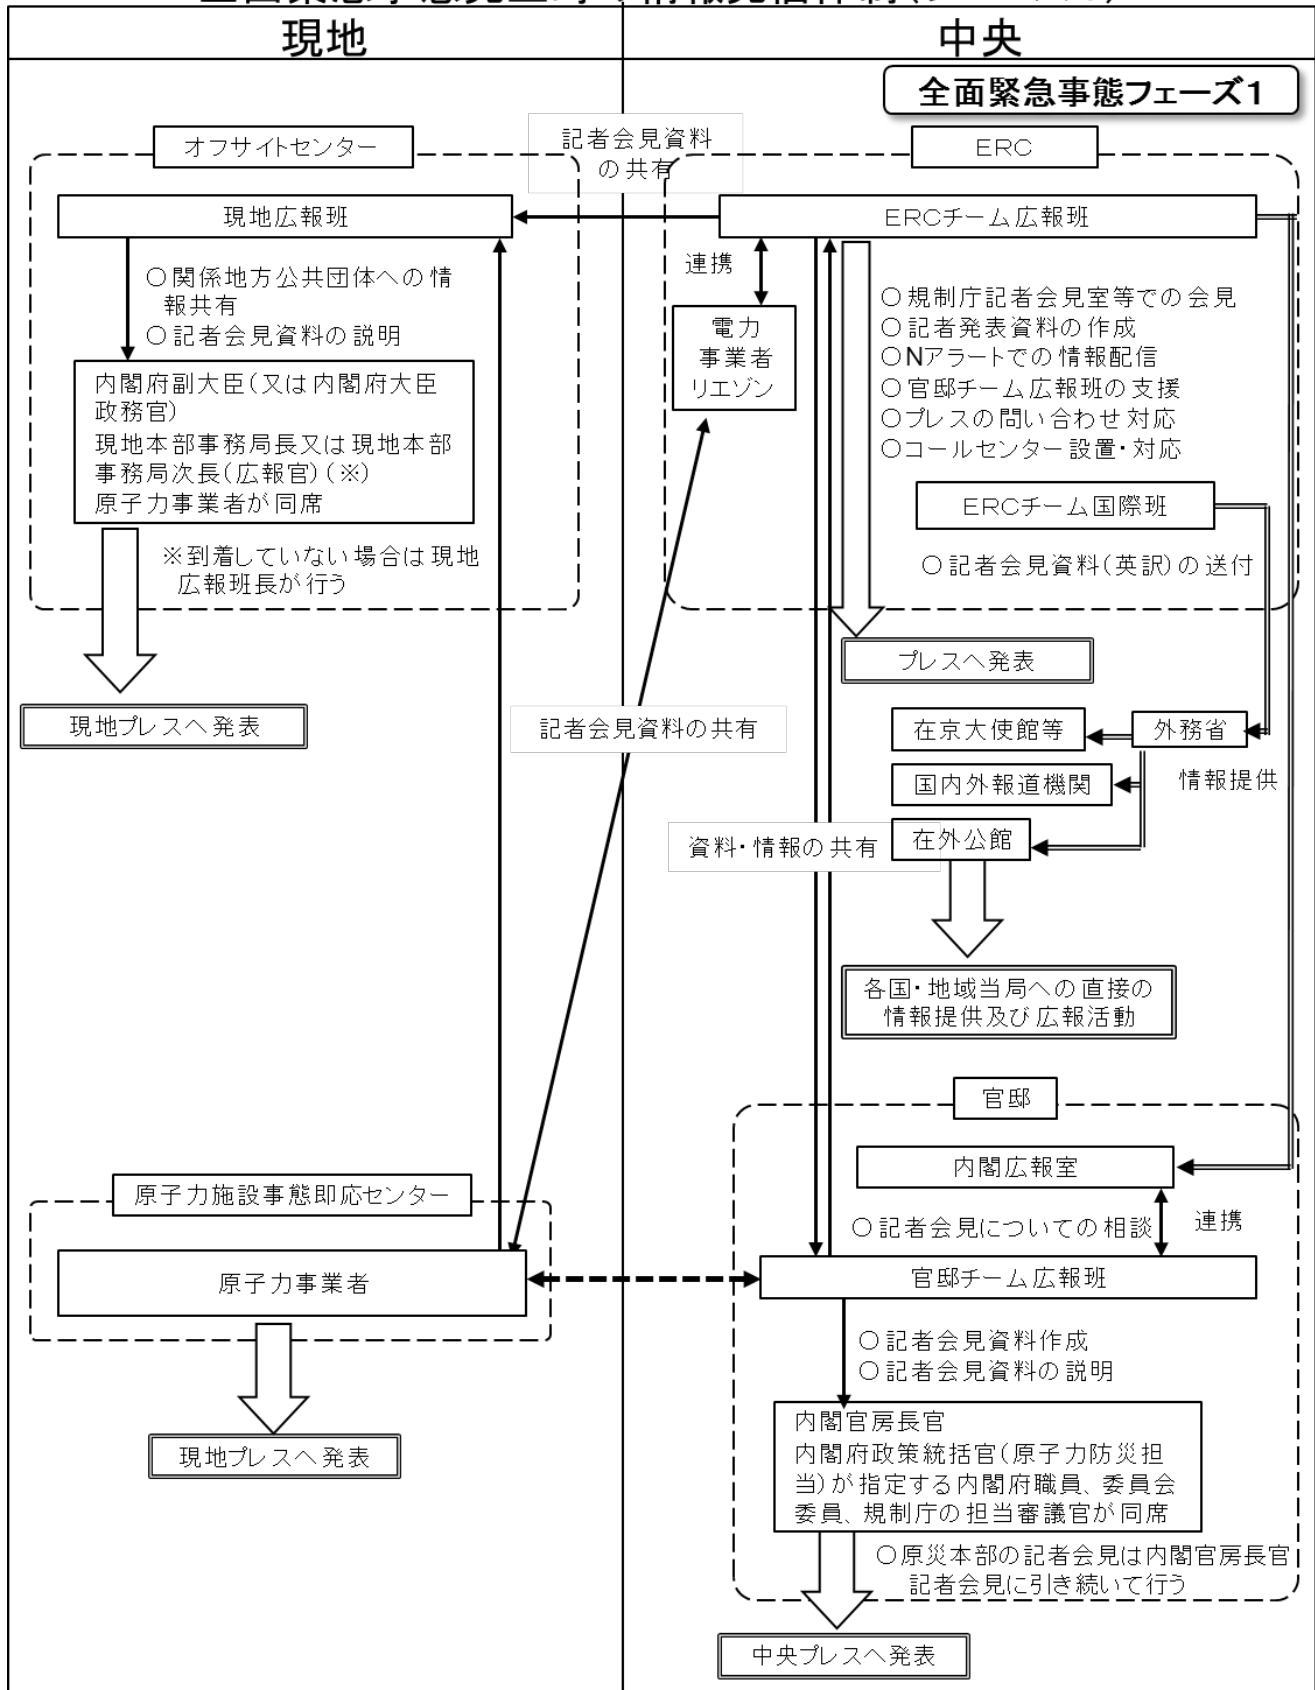 現地
中央
全面緊急事態フェーズ1
オフサイトセンター
記者会見資料
の共有
ERC
現地広報班
ERCチーム広報班
○関係地方公共団体への情
報共有
○記者会見資料の説明
連携
電力
事業者
リエゾン
○規制庁記者会見室等での会見
○記者発表資料の作成
○Nアラートでの情報配信
○官邸チーム広報班の支援
○プレスの問い合わせ対応
○コールセンター設置・対応
内閣府副大臣(又は内閣府大臣
政務官)
現地本部事務局長又は現地本部
事務局次長(広報官)(※)
原子力事業者が同席
※到着していない場合は現地
広報班長が行う
ERCチーム国際班
○記者会見資料(英訳)の送付
プレスへ発表
現地プレスへ発表
記者会見資料の共有
在京大使館等
外務省
国内外報道機関
情報提供
資料・情報の共有
在外公館
各国・地域当局への直接の
情報提供及び広報活動
官邸
内閣広報室
○記者会見についての相談
連携
原子力施設事態即応センター
原子力事業者
官邸チーム広報班
○記者会見資料作成
○記者会見資料の説明
現地プレスへ発表
内閣官房長官
内閣府政策統括官(原子力防災担
当)が指定する内閣府職員、委員会
委員、規制庁の担当審議官が同席
○原災本部の記者会見は内閣官房長官
記者会見に引き続いて行う
中央プレスへ発表